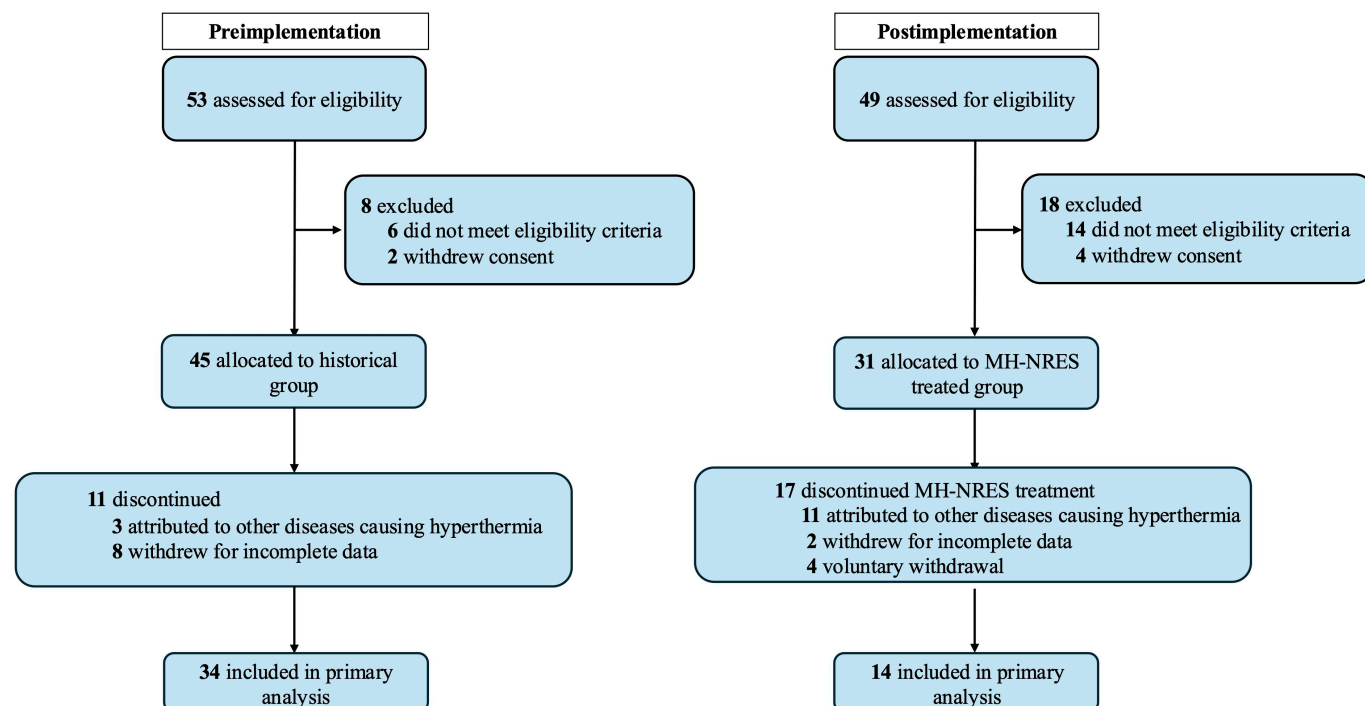 Preimplementation
53 assessed for eligibility
8 excluded
6 did not meet eligibility criteria
2 withdrew consent
45 allocated to historical
group
11 discontinued
3 attributed to other diseases causing hyperthermia
8 withdrew for incomplete data
34 included in primary
analysis
Postimplementation
49 assessed for eligibility
18 excluded
14 did not meet eligibility criteria
4 withdrew consent
31 allocated to MH-NRES
treated group
17 discontinued MH-NRES treatment
11 attributed to other diseases causing hyperthermia
2 withdrew for incomplete data
4 voluntary withdrawal
14 included in primary
analysis